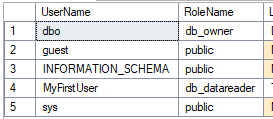 UserName RoleName L
1 dbo db_owner
2 guest public
3 INFORMATION_SCHEMA public
4 MyFirstUser db_datareader
5 sys public